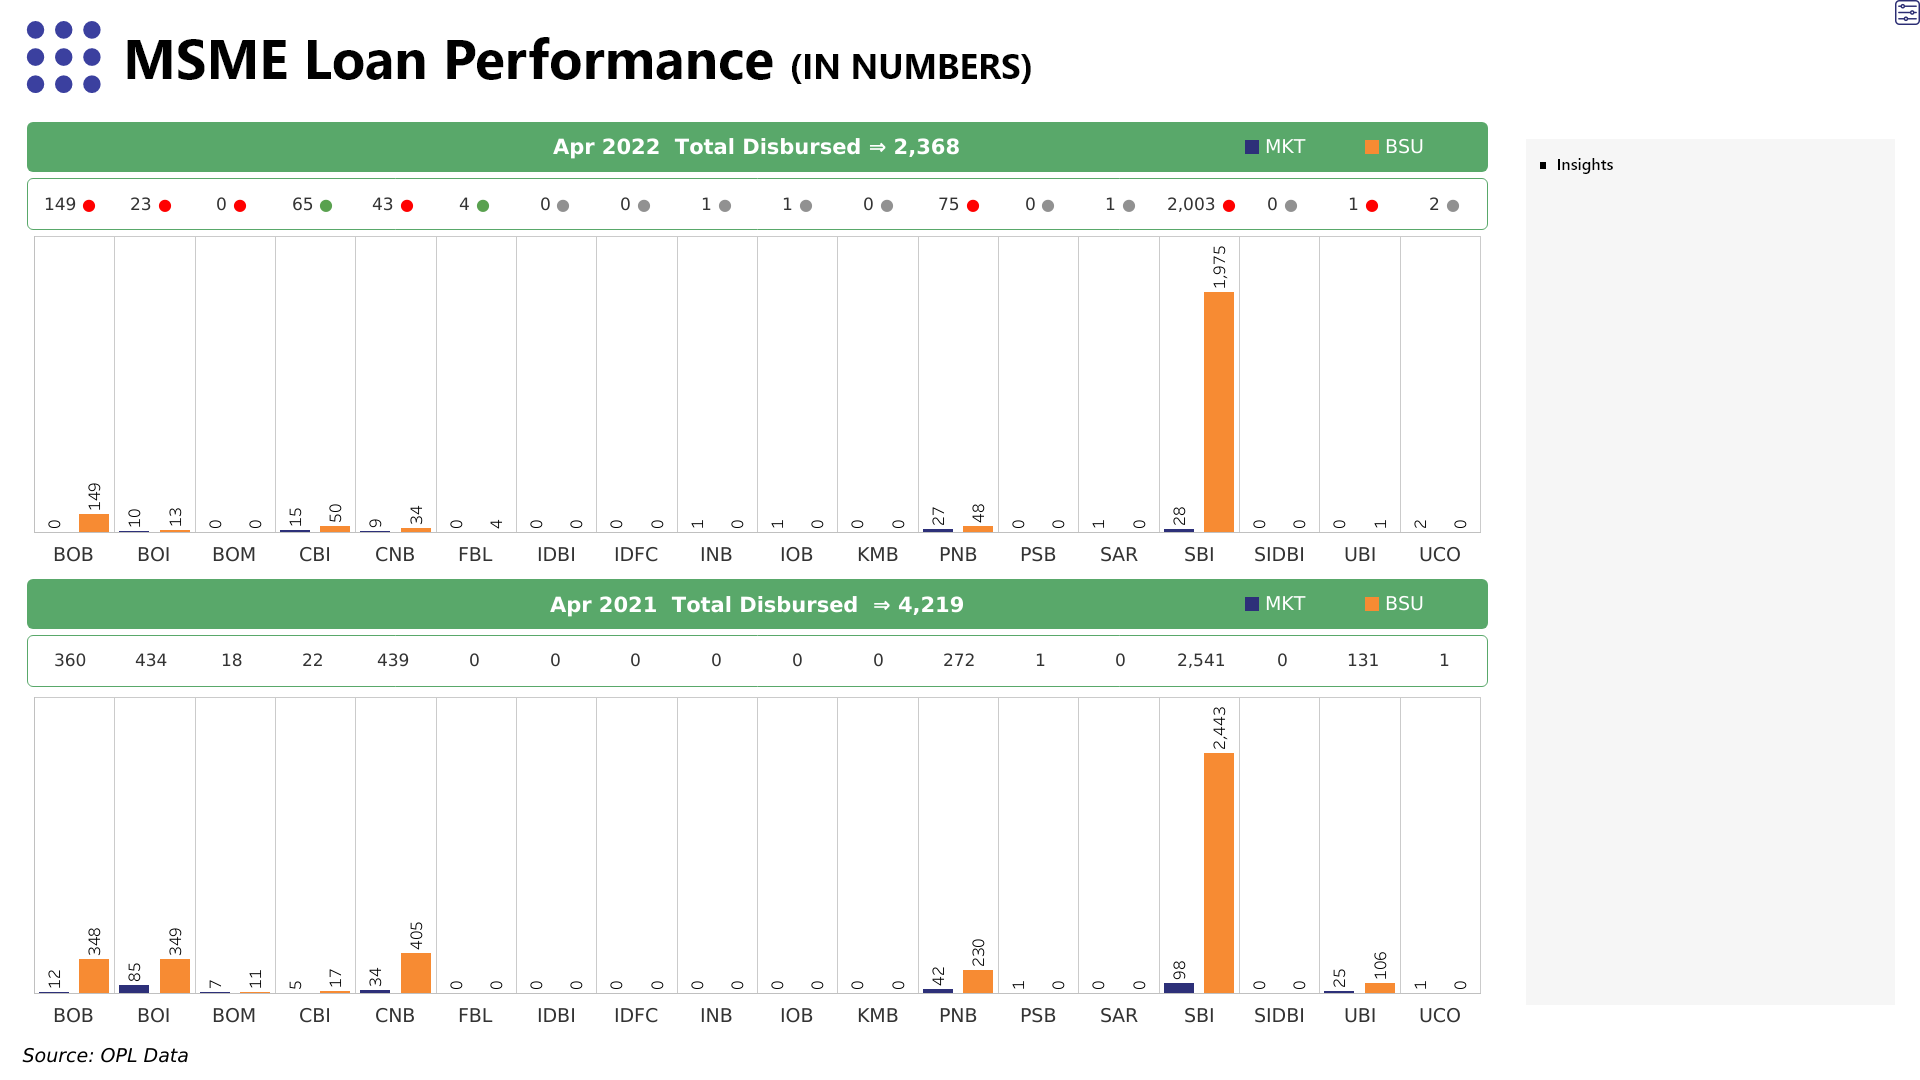 MSME Loan Performance (IN NUMBERS)
Apr 2022 Total Disbursed ⇒ 2,368
MKT BSU
149 23 0 65 43 4 0 0 1 1 0 75 0 1 2,003 0 1 2
0 149 10 13 0 0 15 50 9 34 0 4 0 0 0 0 1 0 1 0 0 0 27 48 0 0 1 0 28 1,975 0 0 0 1 2 0
BOB BOI BOM CBI CNB FBL IDBI IDFC INB IOB KMB PNB PSB SAR SBI SIDBI UBI UCO
Apr 2021 Total Disbursed ⇒ 4,219
MKT BSU
360 434 18 22 439 0 0 0 0 0 0 272 1 0 2,541 0 131 1
12 348 85 349 7 11 5 17 34 405 0 0 0 0 0 0 0 0 0 0 0 0 42 230 1 0 0 0 98 2,443 0 0 25 106 1 0
BOB BOI BOM CBI CNB FBL IDBI IDFC INB IOB KMB PNB PSB SAR SBI SIDBI UBI UCO
Source: OPL Data
▪ Insights